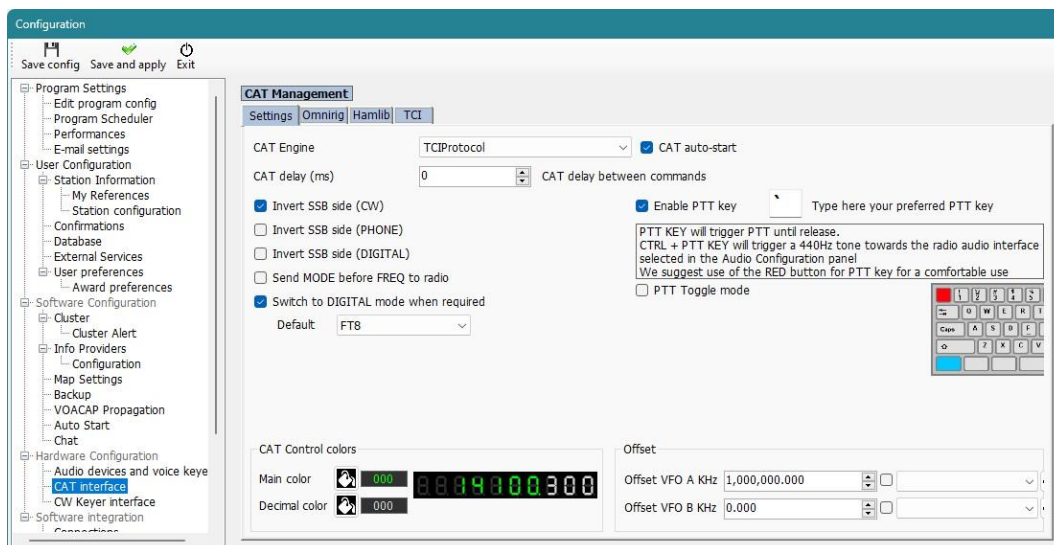 Configuration
Save config Save and apply Exit
Program Settings
Edit program config
Program Scheduler
Performances
E-mail settings
User Configuration
Station Information
My References
Station configuration
Confirmations
Database
External Services
User preferences
Award preferences
Software Configuration
Cluster
Cluster Alert
Info Providers
Configuration
Map Settings
Backup
VOACAP Propagation
Auto Start
Chat
Hardware Configuration
Audio devices and voice keye
CAT interface
CW Keyer interface
Software integration
Connections
CAT Management
Settings Omnirig Hamlib TCI
CAT Engine TCIProtocol CAT auto-start
CAT delay (ms) 0 CAT delay between commands
Invert SSB side (CW)
Invert SSB side (PHONE)
Invert SSB side (DIGITAL)
Send MODE before FREQ to radio
Switch to DIGITAL mode when required
Default FT8
Enable PTT key ` Type here your preferred PTT key
PTT KEY will trigger PTT until release.
CTRL + PTT KEY will trigger a 440Hz tone towards the radio audio interface
selected in the Audio Configuration panel
We suggest use of the RED button for PTT key for a comfortable use
PTT Toggle mode
Caps A S D F
Z X C V
CAT Control colors
Main color 000
Decimal color 000
14100.300
Offset
Offset VFO A KHz 1,000,000.000
Offset VFO B KHz 0.000